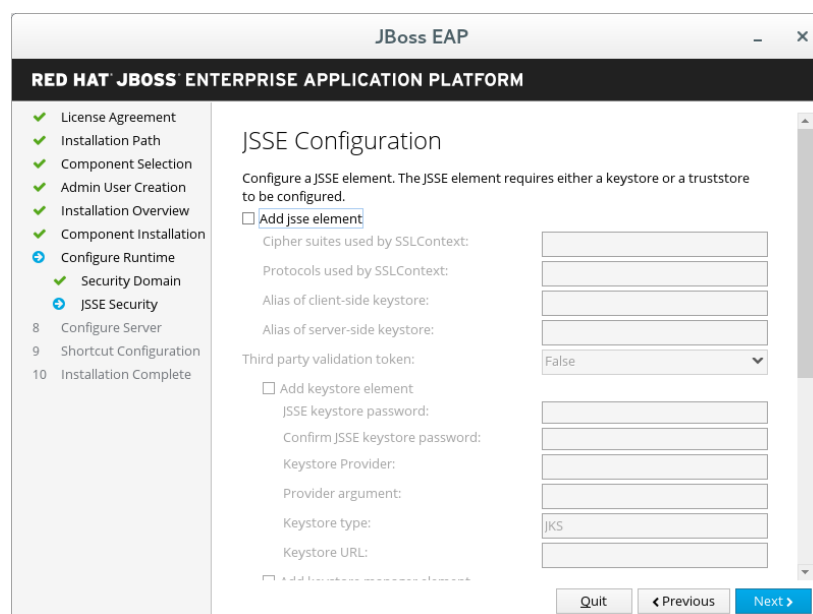 JBoss EAP
RED HAT JBOSS ENTERPRISE APPLICATION PLATFORM
License Agreement
Installation Path
Component Selection
Admin User Creation
Installation Overview
Component Installation
Configure Runtime
Security Domain
JSSE Security
8 Configure Server
9 Shortcut Configuration
10 Installation Complete
JSSE Configuration
Configure a JSSE element. The JSSE element requires either a keystore or a truststore
to be configured.
Add jsse element
Cipher suites used by SSLContext:
Protocols used by SSLContext:
Alias of client-side keystore:
Alias of server-side keystore:
Third party validation token: False
Add keystore element
JSSE keystore password:
Confirm JSSE keystore password:
Keystore Provider:
Provider argument:
Keystore type: JKS
Keystore URL:
Add keystore manager element
Quit Previous Next